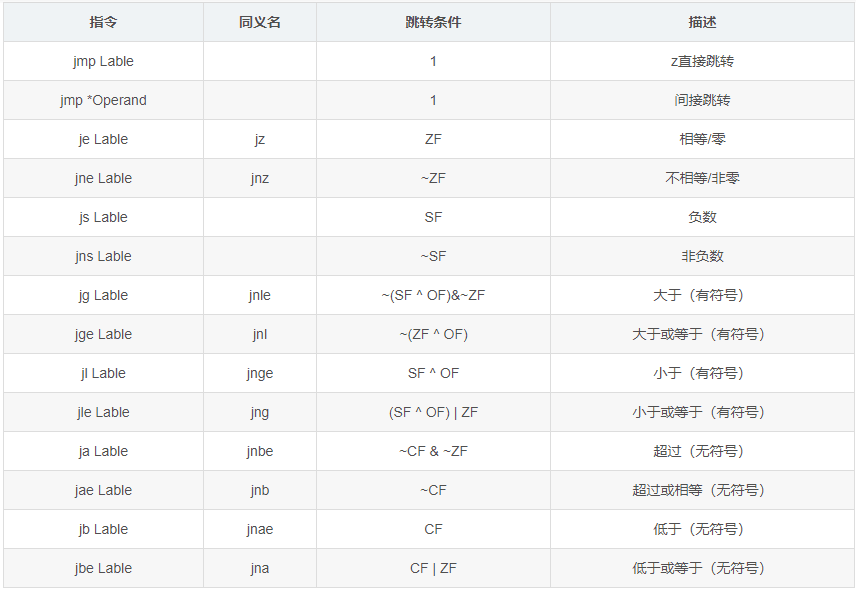 指令 同义名 跳转条件 描述
jmp Lable 1 z直接跳转
jmp *Operand 1 间接跳转
je Lable jz ZF 相等/零
jne Lable jnz ~ZF 不相等/非零
js Lable SF 负数
jns Lable ~SF 非负数
jg Lable jnle ~(SF ^ OF)&~ZF 大于（有符号）
jge Lable jnl ~(ZF ^ OF) 大于或等于（有符号）
jl Lable jnge SF ^ OF 小于（有符号）
jle Lable jng (SF ^ OF) | ZF 小于或等于（有符号）
ja Lable jnbe ~CF & ~ZF 超过（无符号）
jae Lable jnb ~CF 超过或相等（无符号）
jb Lable jnae CF 低于（无符号）
jbe Lable jna CF | ZF 低于或等于（无符号）